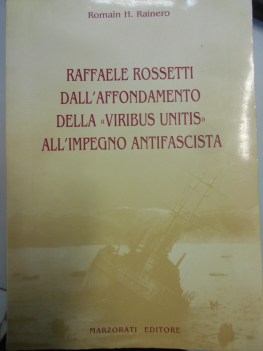 Romain H. Rainero
RAFFAELE ROSSETTI
DALL'AFFONDAMENTO
DELLA «VIRIBUS UNITIS»
ALL'IMPEGNO ANTIFASCISTA
MARZORATI EDITORE